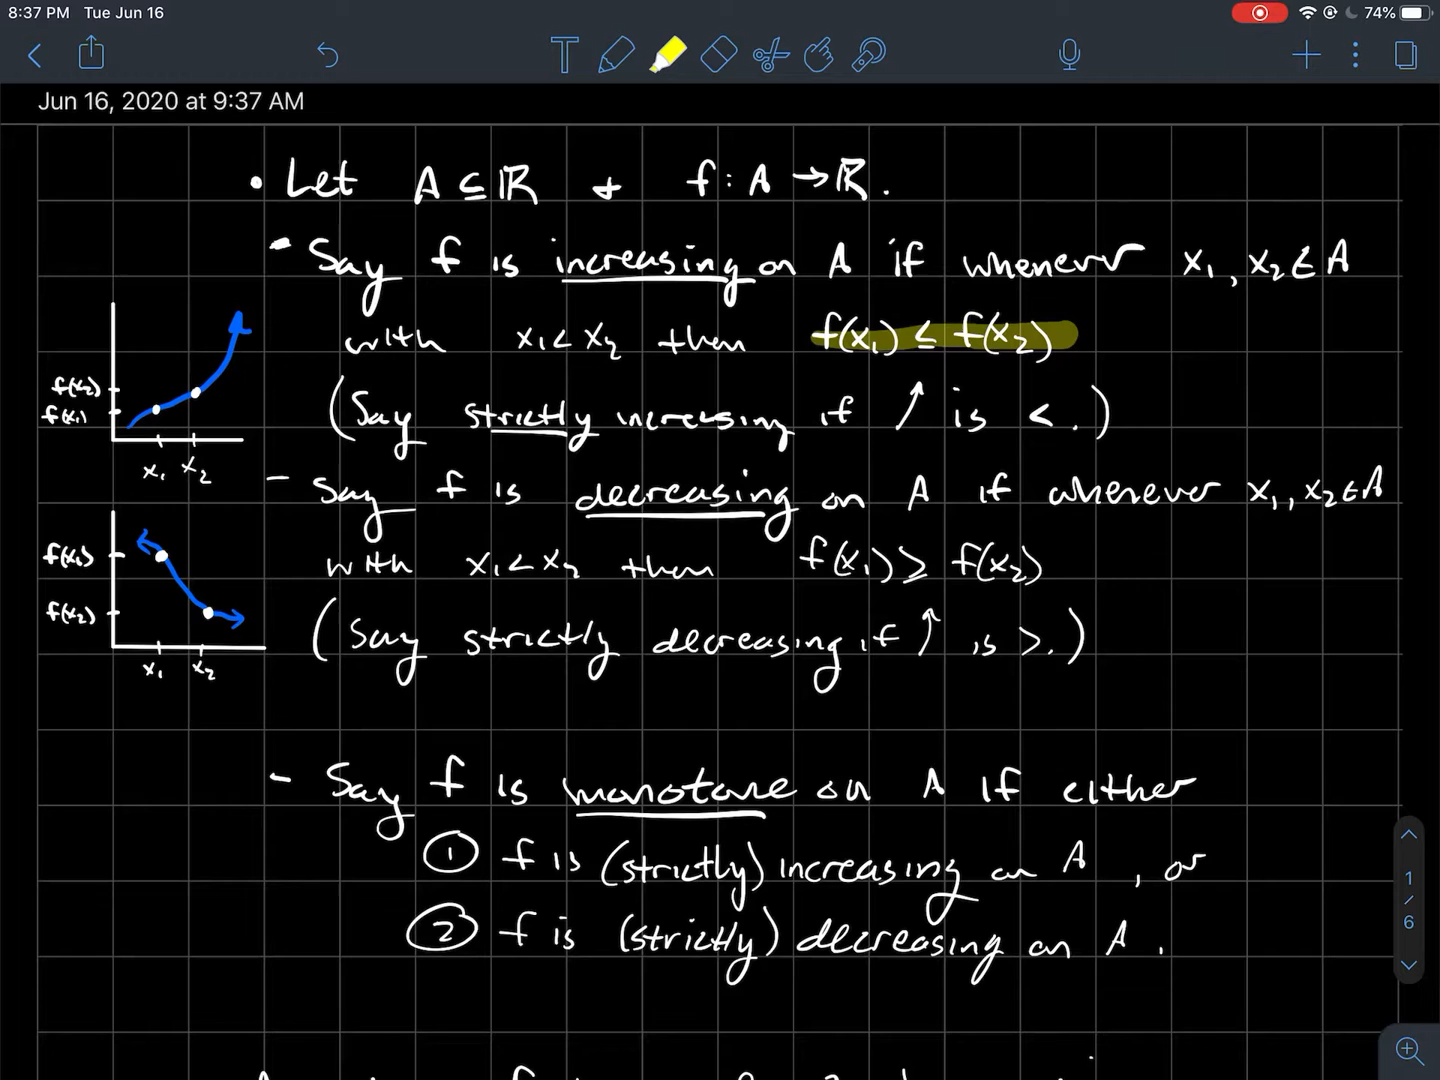 8:37 PM Tue Jun 16
74%
Jun 16, 2020 at 9:37 AM
• Let A ⊆ ℝ + f: A → ℝ.
- Say f is increasing on A if whenever x₁, x₂ ∈ A
with x₁ < x₂ then f(x₁) ≤ f(x₂)
(Say strictly increasing if ↑ is <.)
f(x₂)
f(x₁)
x₁ x₂
- Say f is decreasing on A if whenever x₁, x₂ ∈ A
with x₁ < x₂ then f(x₁) ≥ f(x₂)
(Say strictly decreasing if ↑ is >.)
f(x₁)
f(x₂)
x₁ x₂
- Say f is monotone on A if either
① f is (strictly) increasing on A, or
② f is (strictly) decreasing on A.
1
/
6